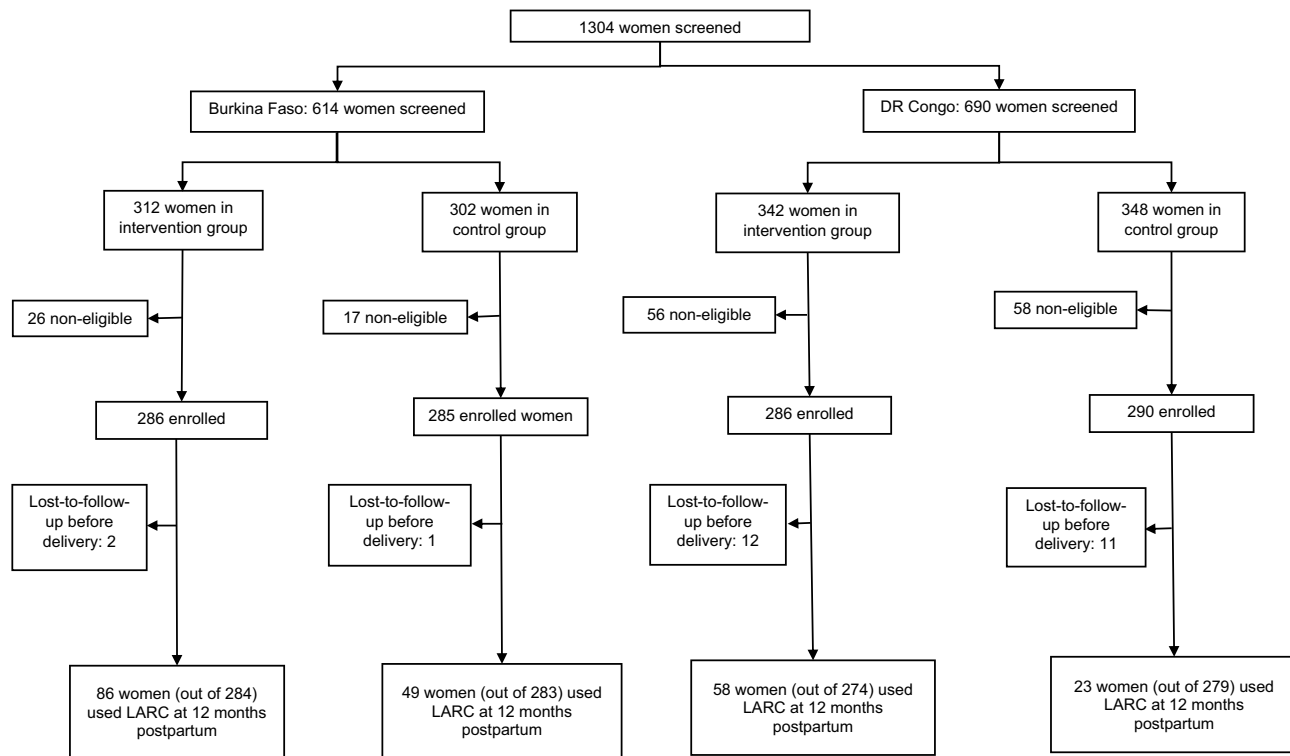 1304 women screened
Burkina Faso: 614 women screened
DR Congo: 690 women screened
312 women in
intervention group
302 women in
control group
342 women in
intervention group
348 women in
control group
26 non-eligible
17 non-eligible
56 non-eligible
58 non-eligible
286 enrolled
285 enrolled women
286 enrolled
290 enrolled
Lost-to-follow-
up before
delivery: 2
Lost-to-follow-
up before
delivery: 1
Lost-to-follow-
up before
delivery: 12
Lost-to-follow-
up before
delivery: 11
86 women (out of 284)
used LARC at 12 months
postpartum
49 women (out of 283) used
LARC at 12 months
postpartum
58 women (out of 274) used
LARC at 12 months
postpartum
23 women (out of 279) used
LARC at 12 months
postpartum